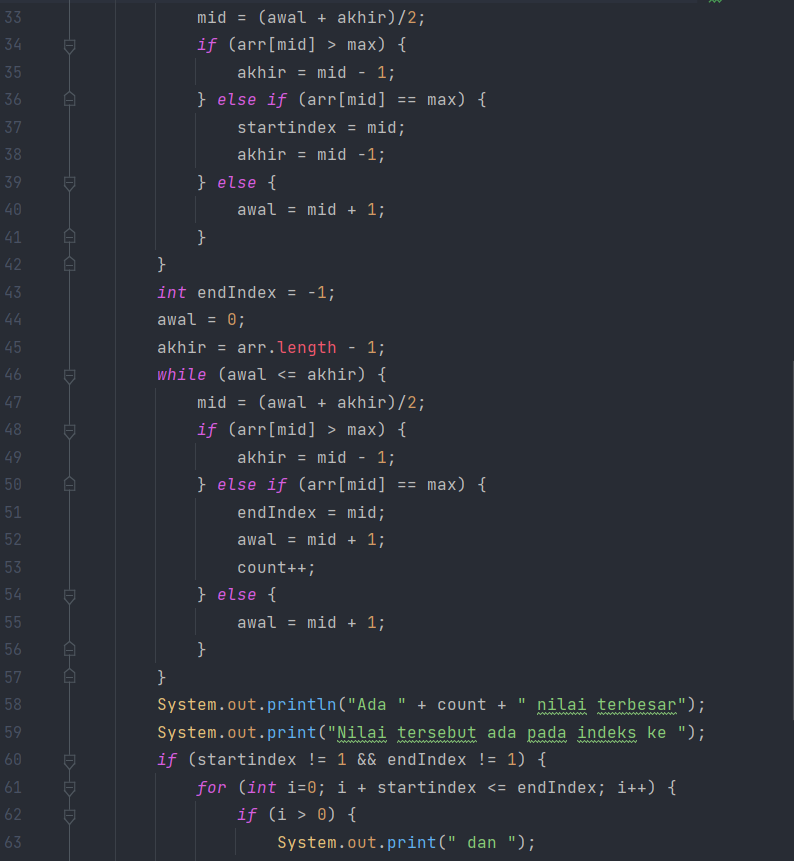 33 mid = (awal + akhir)/2;
34 if (arr[mid] > max) {
35 akhir = mid - 1;
36 } else if (arr[mid] == max) {
37 startindex = mid;
38 akhir = mid -1;
39 } else {
40 awal = mid + 1;
41 }
42 }
43 int endIndex = -1;
44 awal = 0;
45 akhir = arr.length - 1;
46 while (awal <= akhir) {
47 mid = (awal + akhir)/2;
48 if (arr[mid] > max) {
49 akhir = mid - 1;
50 } else if (arr[mid] == max) {
51 endIndex = mid;
52 awal = mid + 1;
53 count++;
54 } else {
55 awal = mid + 1;
56 }
57 }
58 System.out.println("Ada " + count + " nilai terbesar");
59 System.out.print("Nilai tersebut ada pada indeks ke ");
60 if (startindex != 1 && endIndex != 1) {
61 for (int i=0; i + startindex <= endIndex; i++) {
62 if (i > 0) {
63 System.out.print(" dan ");